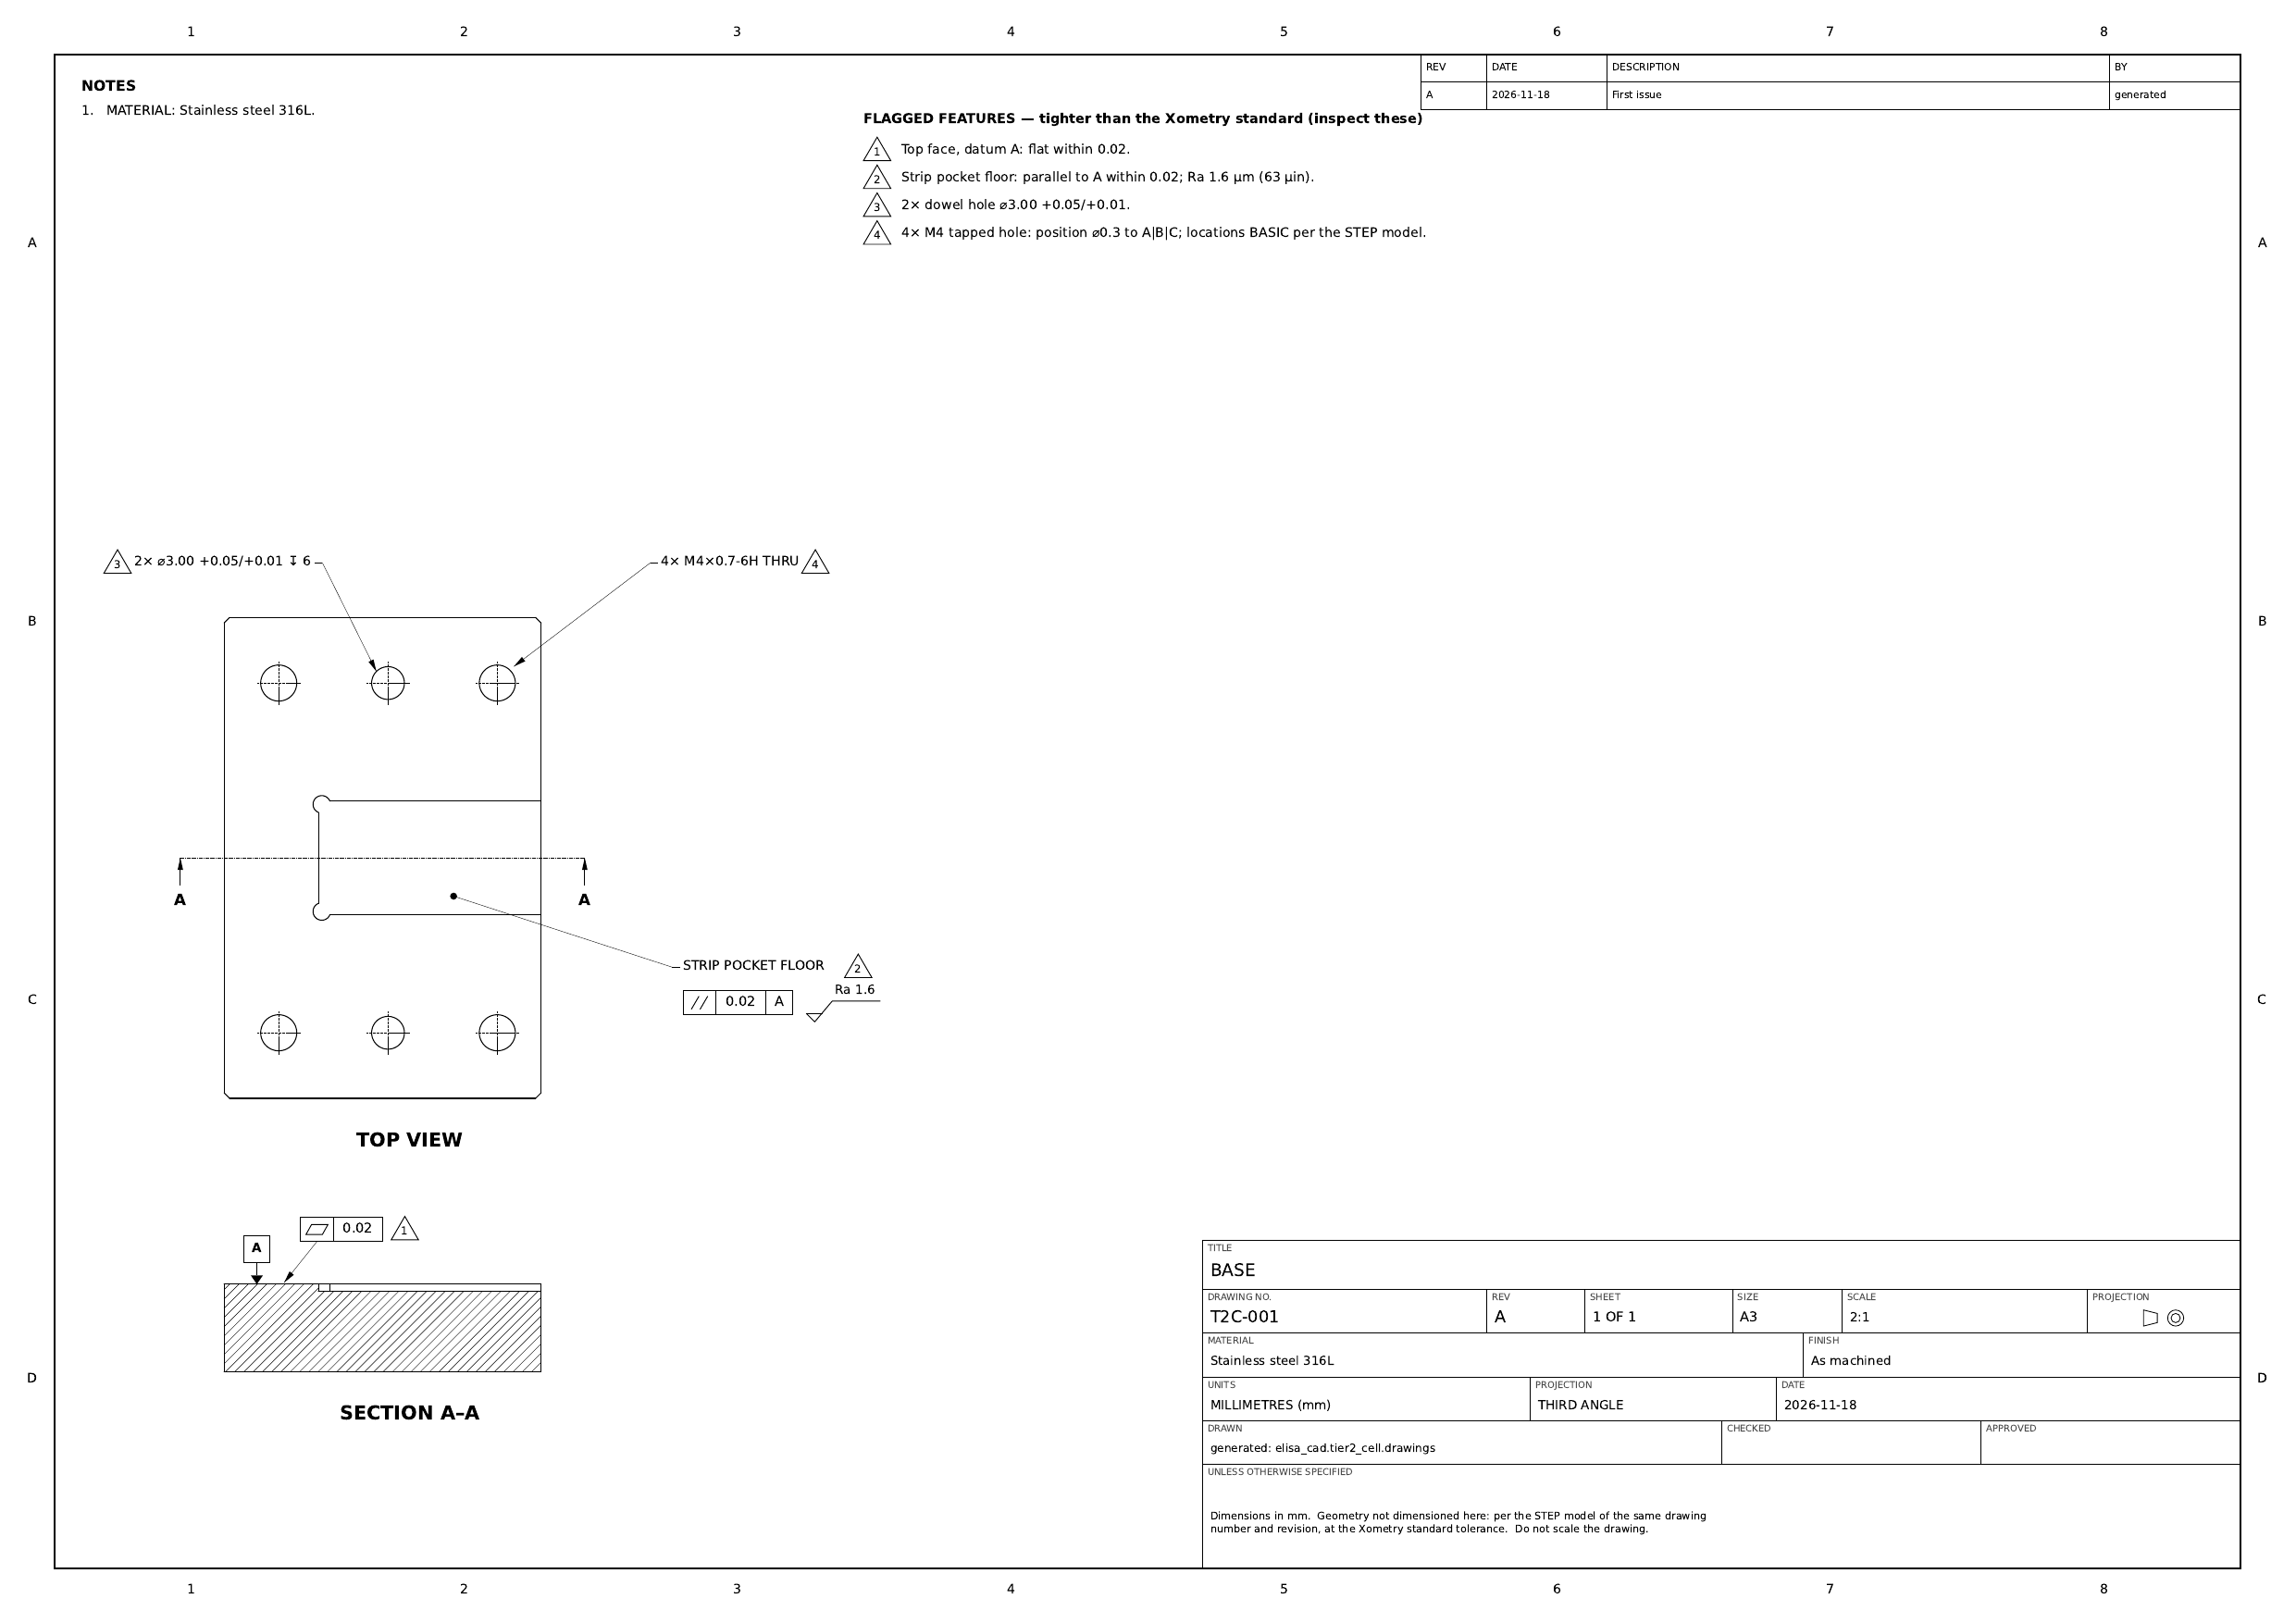 1 2 3 4 5 6 7 8
NOTES
1. MATERIAL: Stainless steel 316L.
REV DATE DESCRIPTION BY
A 2026-11-18 First issue generated
FLAGGED FEATURES — tighter than the Xometry standard (inspect these)
1 Top face, datum A: flat within 0.02.
2 Strip pocket floor: parallel to A within 0.02; Ra 1.6 µm (63 µin).
3 2× dowel hole ⌀3.00 +0.05/+0.01.
4 4× M4 tapped hole: position ⌀0.3 to A|B|C; locations BASIC per the STEP model.
A A
3 2× ⌀3.00 +0.05/+0.01 ↧ 6
4× M4×0.7-6H THRU 4
B B
A A
STRIP POCKET FLOOR 2
Ra 1.6
// 0.02 A
C C
TOP VIEW
0.02 1
A
SECTION A–A
D D
TITLE
BASE
DRAWING NO. REV SHEET SIZE SCALE PROJECTION
T2C-001 A 1 OF 1 A3 2:1
MATERIAL FINISH
Stainless steel 316L As machined
UNITS PROJECTION DATE
MILLIMETRES (mm) THIRD ANGLE 2026-11-18
DRAWN CHECKED APPROVED
generated: elisa_cad.tier2_cell.drawings
UNLESS OTHERWISE SPECIFIED
Dimensions in mm. Geometry not dimensioned here: per the STEP model of the same drawing
number and revision, at the Xometry standard tolerance. Do not scale the drawing.
1 2 3 4 5 6 7 8